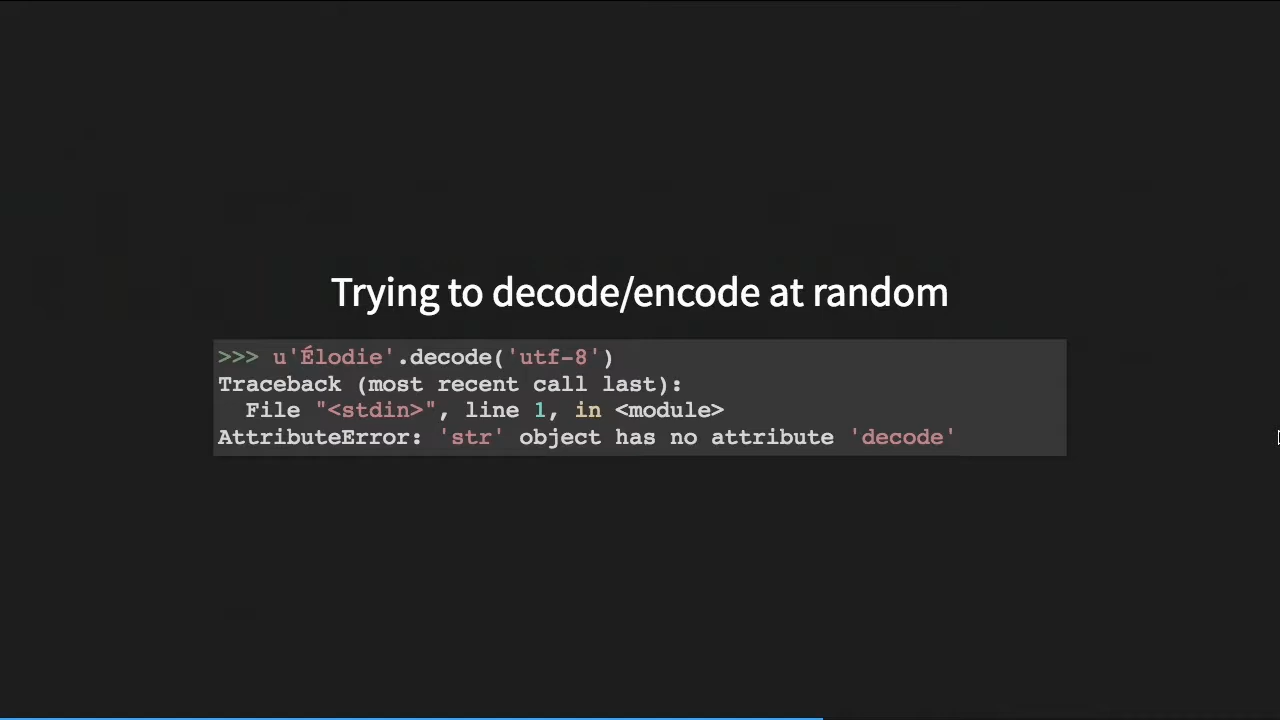 Trying to decode/encode at random
>>> u'Élodie'.decode('utf-8')
Traceback (most recent call last):
  File "<stdin>", line 1, in <module>
AttributeError: 'str' object has no attribute 'decode'